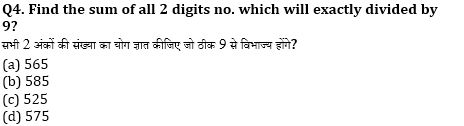 Q4. Find the sum of all 2 digits no. which will exactly divided by
9?
सभी 2 अंकों की संख्या का योग ज्ञात कीजिए जो ठीक 9 से विभाज्य होंगे?
(a) 565
(b) 585
(c) 525
(d) 575